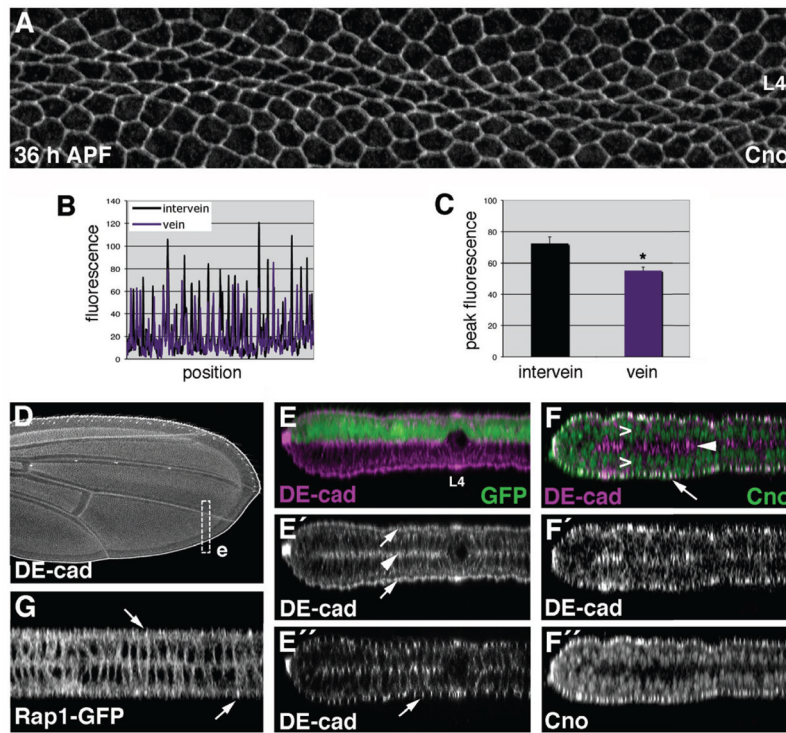 A
L4
36 h APF
Cno
B
intervein
vein
fluorescence
140
120
100
80
60
40
20
0
position
C
peak fluorescence
100
80
60
40
20
0
*
intervein
vein
D
e
DE-cad
E
L4
DE-cad
GFP
F
>
>
DE-cad
Cno
E´
DE-cad
F´
DE-cad
G
Rap1-GFP
E´´
DE-cad
F´´
Cno